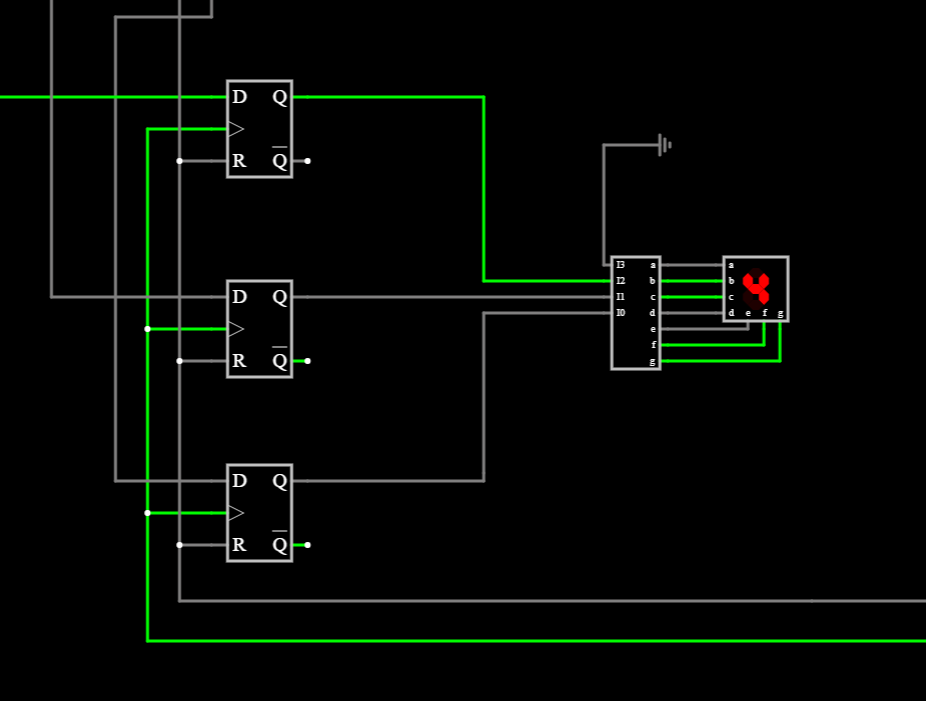 D Q
R Q
I3 a a
I2 b b
I1 c c
I0 d d e f g
e
f
g
D Q
R Q
D Q
R Q